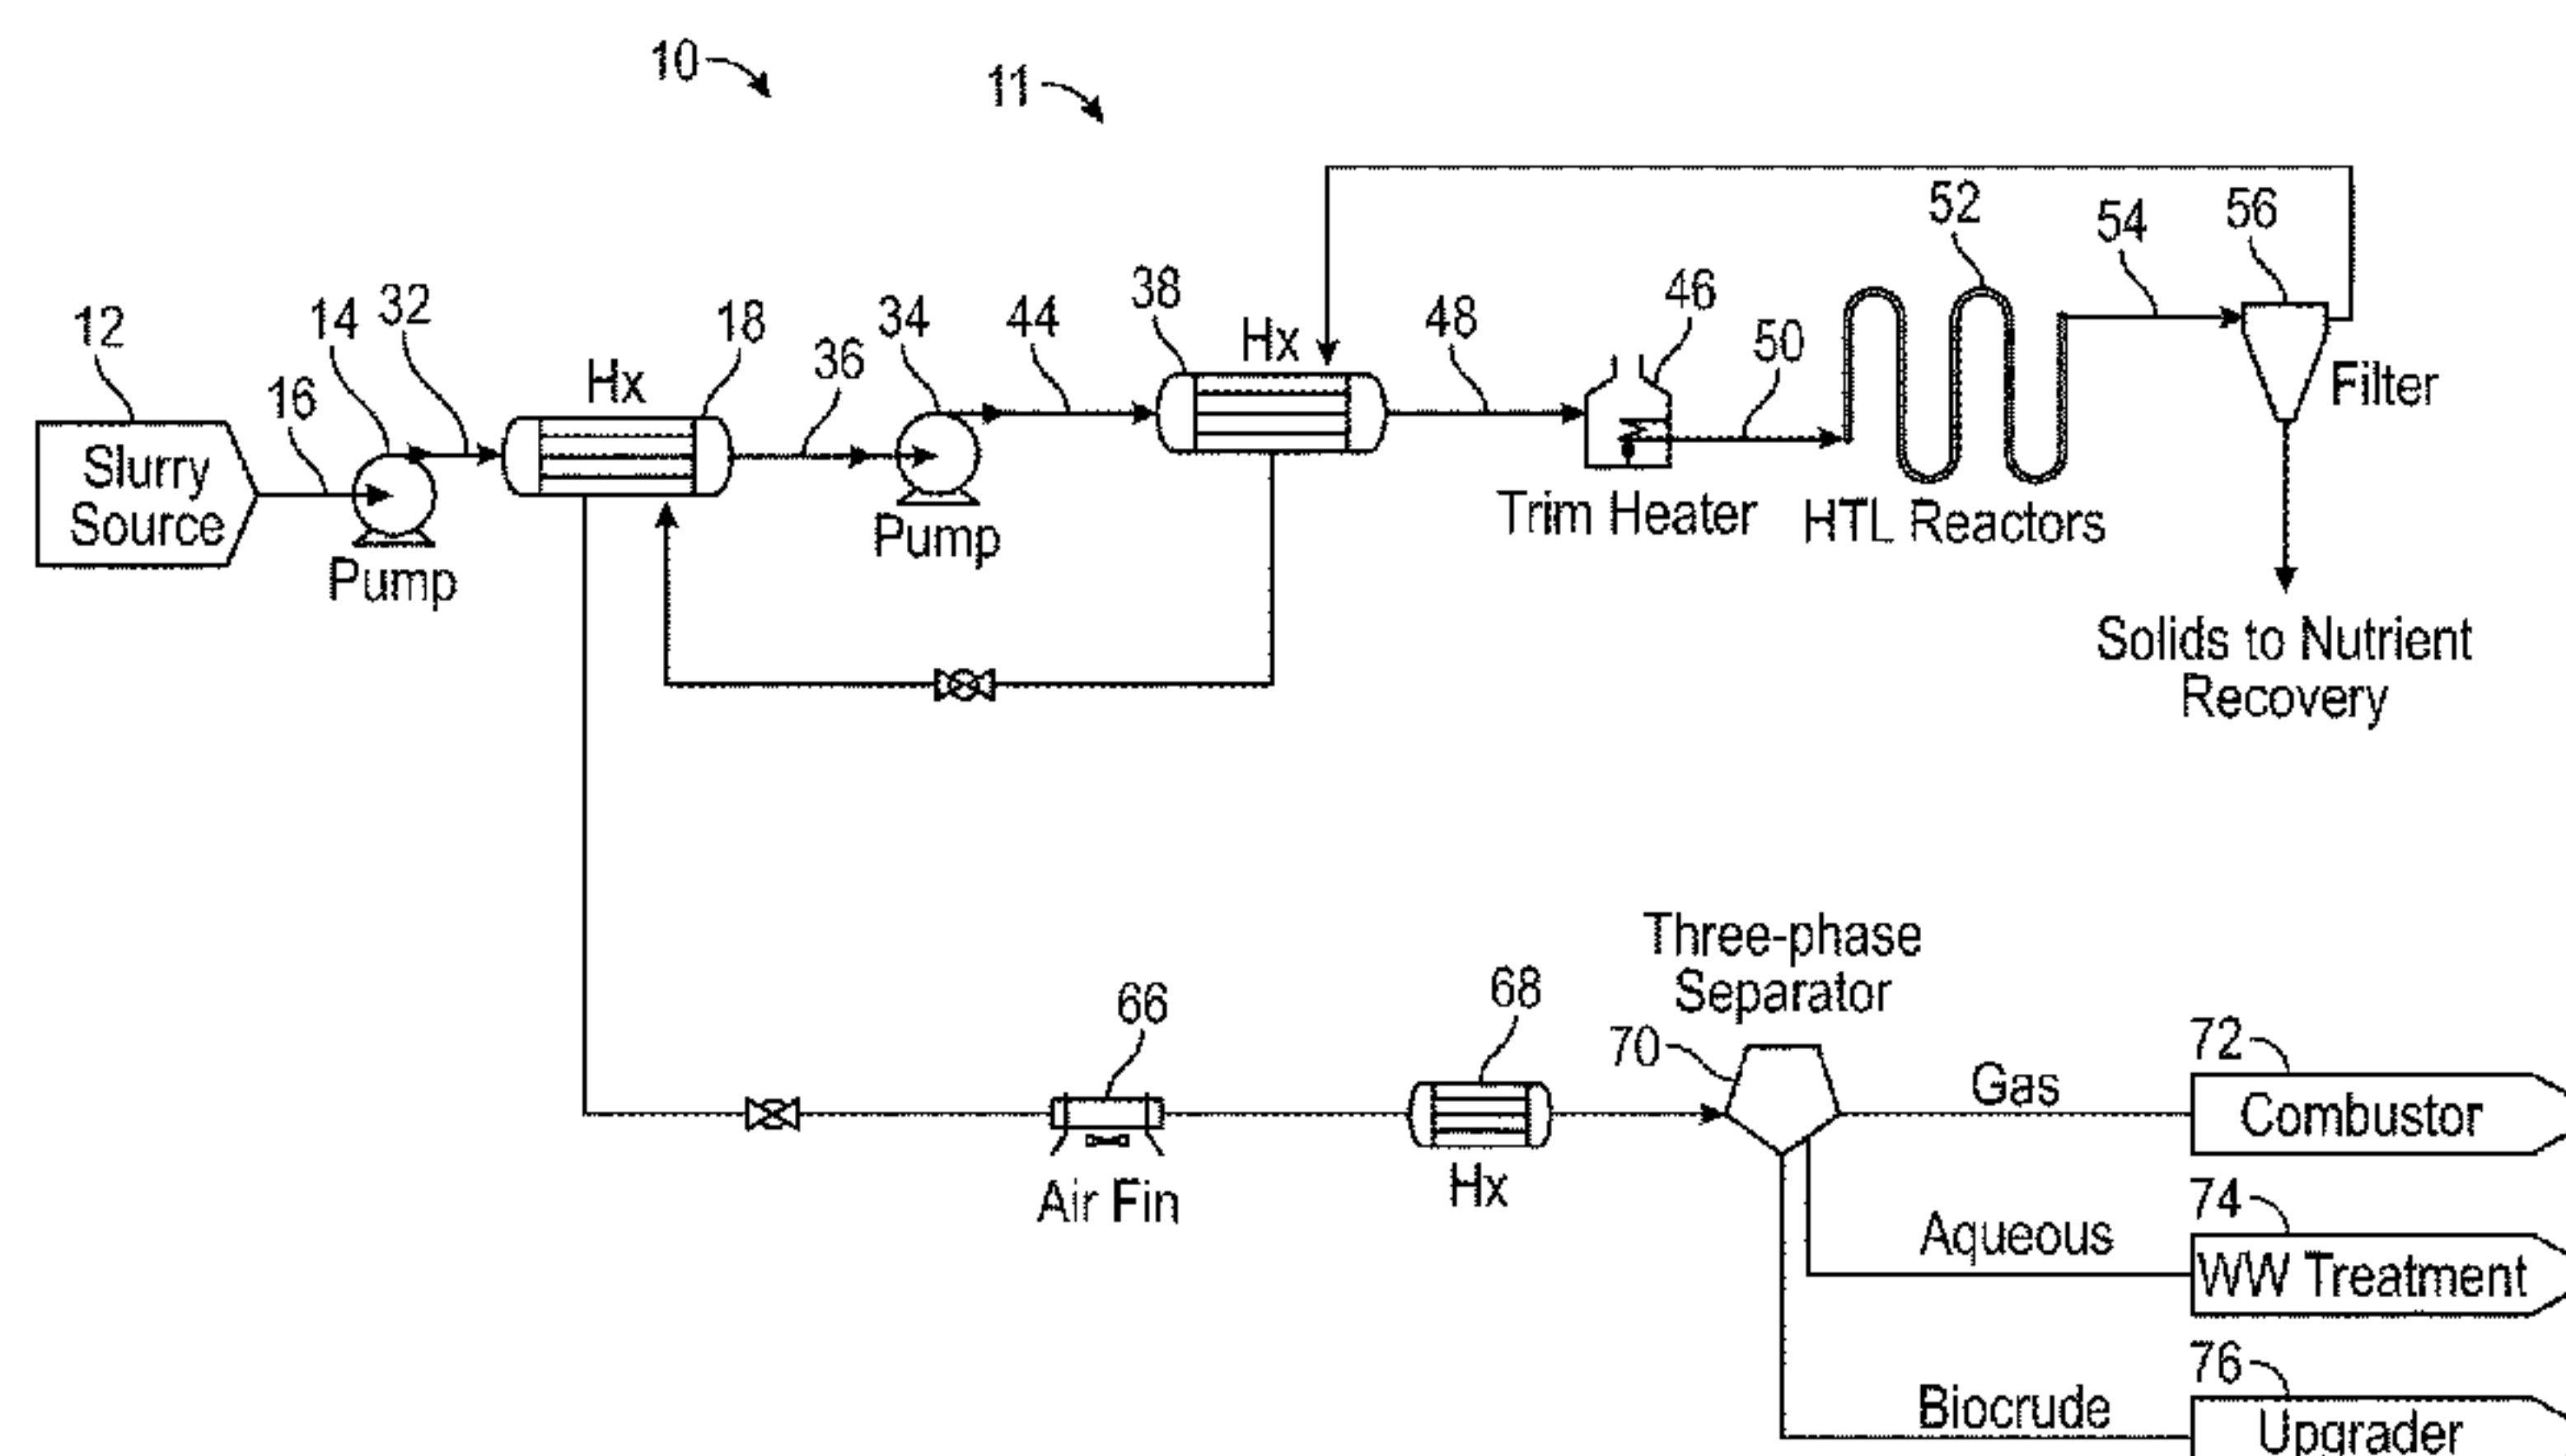 10
11
52
54
56
12
14
32
18
34
44
38
Hx
48
46
50
16
Hx
36
Filter
Slurry
Source
Pump
Pump
Trim Heater
HTL Reactors
Solids to Nutrient
Recovery
Three-phase
Separator
66
68
70
Gas
72
Combustor
Air Fin
Hx
Aqueous
74
WW Treatment
Biocrude
76
Upgrader